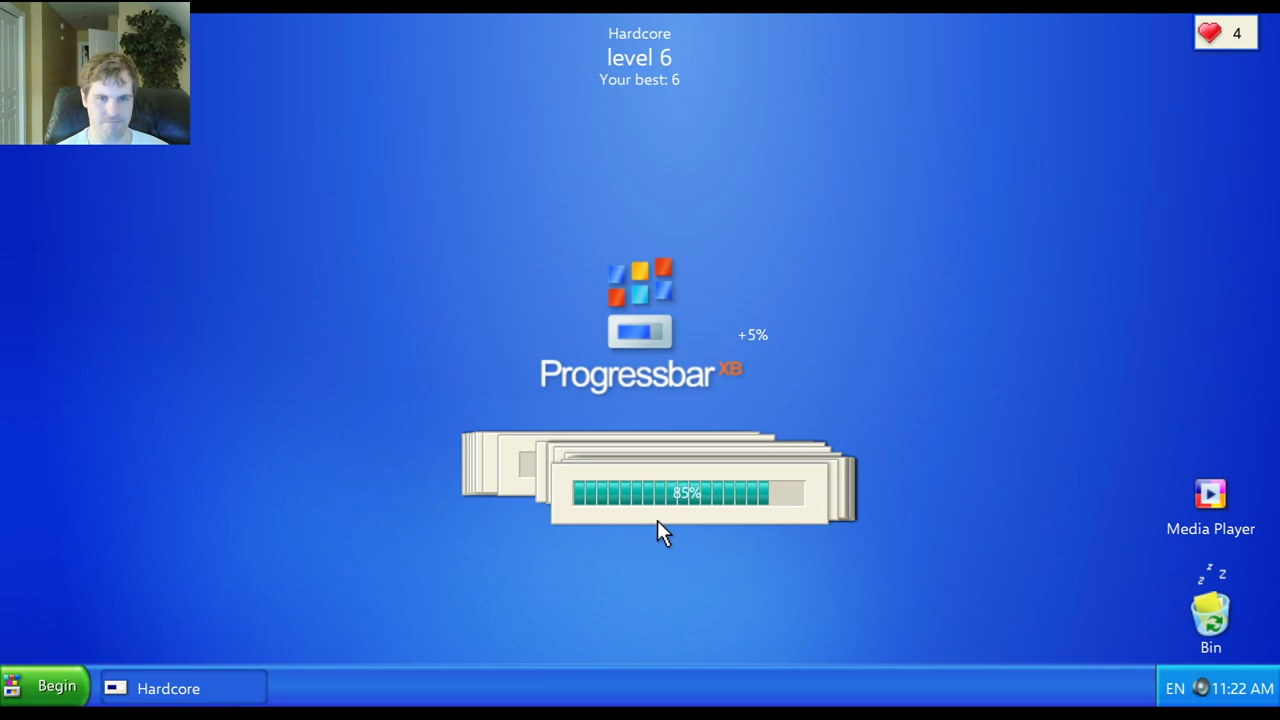 Hardcore
level 6
Your best: 6
4
+5%
Progressbar XB
85%
Media Player
z z z
Bin
Begin
Hardcore
EN 11:22 AM